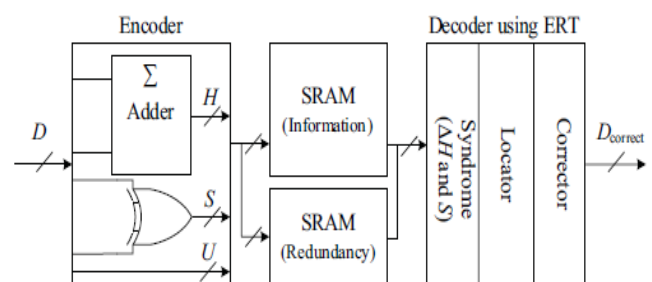 Encoder
Decoder using ERT
Σ
Adder
H
D
S
U
SRAM
(Information)
SRAM
(Redundancy)
Syndrome
(ΔH and S)
Locator
Corrector
Dcorrect